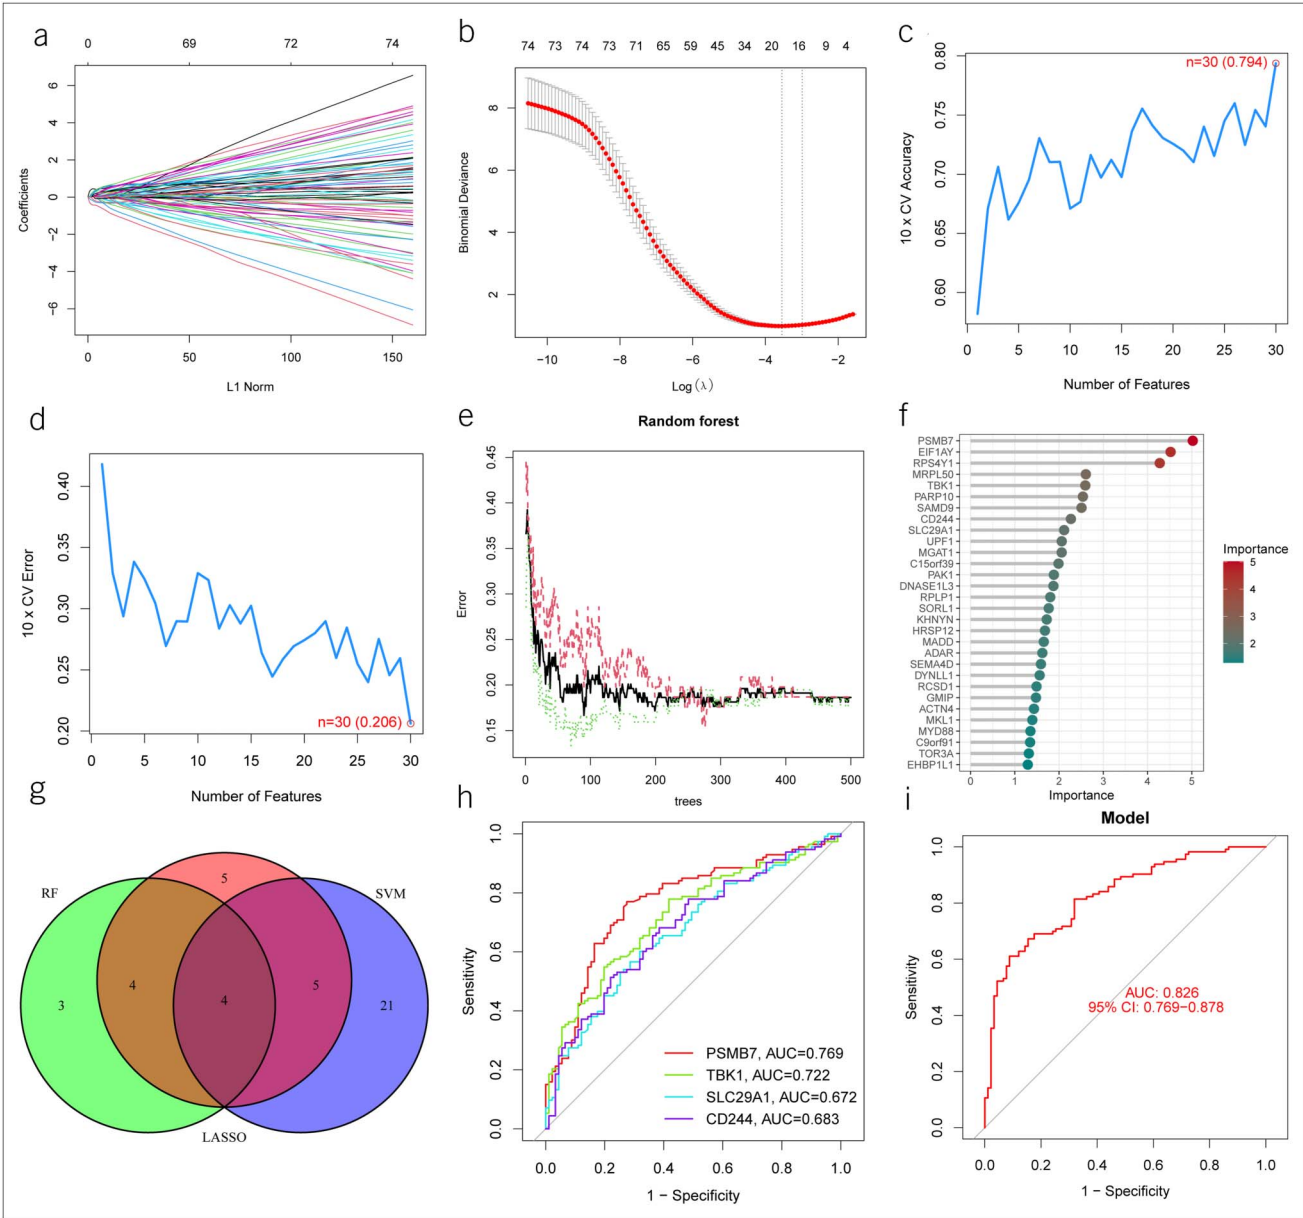 a
0 69 72 74
6
4
2
0
−2
−4
−6
Coefficients
0 50 100 150
L1 Norm
b
74 73 74 73 71 65 59 45 34 20 16 9 4
8
6
4
2
Binomial Deviance
−10 −8 −6 −4 −2
Log (λ)
c
0.80
0.75
0.70
0.65
0.60
10 x CV Accuracy
n=30 (0.794)
0 5 10 15 20 25 30
Number of Features
d
0.40
0.35
0.30
0.25
0.20
10 x CV Error
n=30 (0.206)
0 5 10 15 20 25 30
Number of Features
e
Random forest
0.45
0.40
0.35
0.30
0.25
0.20
0.15
Error
0 100 200 300 400 500
trees
f
PSMB7
EIF1AY
RPS4Y1
MRPL50
TBK1
PARP10
SAMD9
CD244
SLC29A1
UPF1
MGAT1
C15orf39
PAK1
DNASE1L3
RPLP1
SORL1
KHNYN
HRSP12
MADD
ADAR
SEMA4D
DYNLL1
RCSD1
GMIP
ACTN4
MKL1
MYD88
C9orf91
TOR3A
EHBP1L1
0 1 2 3 4 5
Importance
Importance
5
4
3
2
g
RF
SVM
LASSO
5
4
5
3
4
21
h
1.0
0.8
0.6
0.4
0.2
0.0
Sensitivity
PSMB7, AUC=0.769
TBK1, AUC=0.722
SLC29A1, AUC=0.672
CD244, AUC=0.683
0.0 0.2 0.4 0.6 0.8 1.0
1 − Specificity
i
Model
1.0
0.8
0.6
0.4
0.2
0.0
Sensitivity
AUC: 0.826
95% CI: 0.769−0.878
0.0 0.2 0.4 0.6 0.8 1.0
1 − Specificity